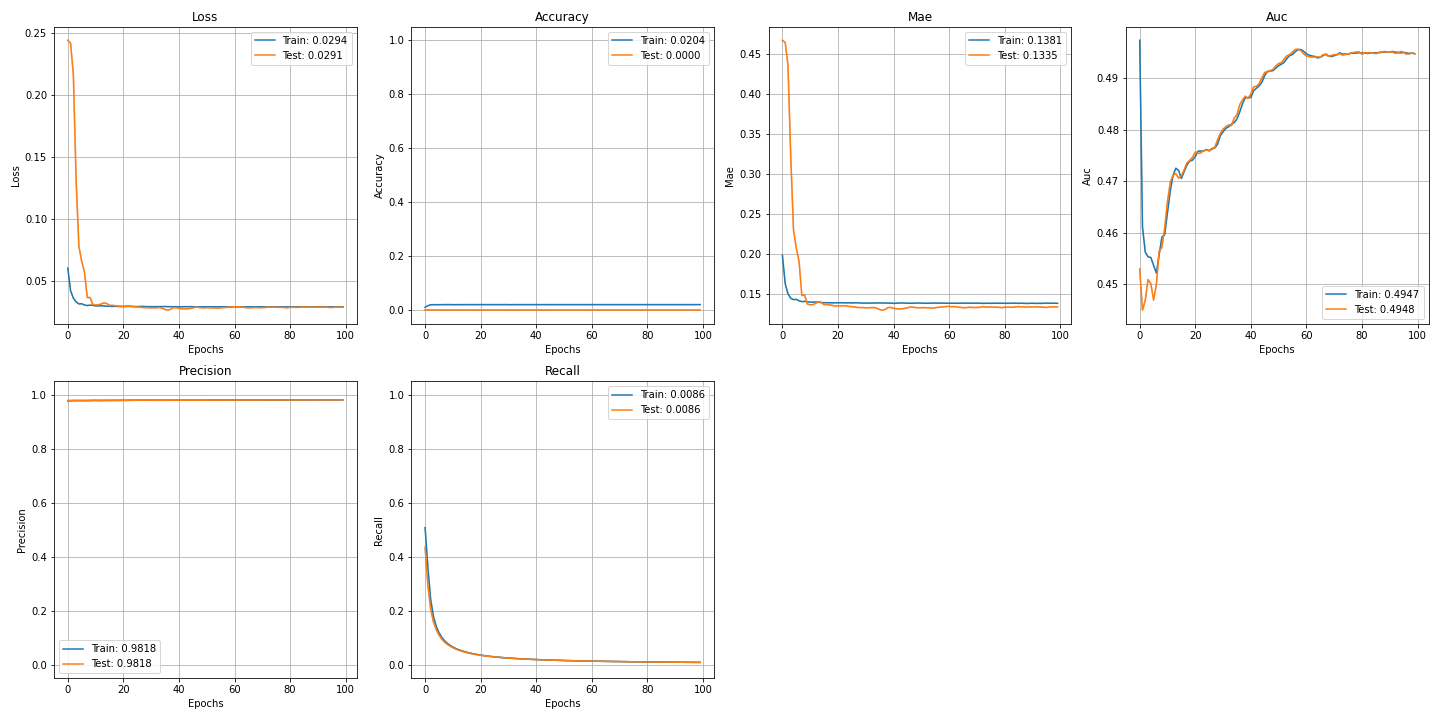 Loss
Train: 0.0294
Test: 0.0291
0.25
0.20
0.15
0.10
0.05
Loss
0 20 40 60 80 100
Epochs
Accuracy
Train: 0.0204
Test: 0.0000
1.0
0.8
0.6
0.4
0.2
0.0
Accuracy
0 20 40 60 80 100
Epochs
Mae
Train: 0.1381
Test: 0.1335
0.45
0.40
0.35
0.30
0.25
0.20
0.15
Mae
0 20 40 60 80 100
Epochs
Auc
0.49
0.48
0.47
0.46
0.45
Auc
Train: 0.4947
Test: 0.4948
0 20 40 60 80 100
Epochs
Precision
1.0
0.8
0.6
0.4
0.2
0.0
Precision
Train: 0.9818
Test: 0.9818
0 20 40 60 80 100
Epochs
Recall
Train: 0.0086
Test: 0.0086
1.0
0.8
0.6
0.4
0.2
0.0
Recall
0 20 40 60 80 100
Epochs